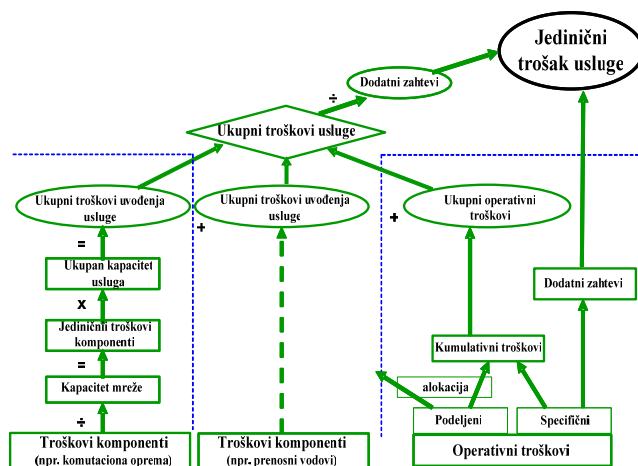 Jedinični
trošak usluge
Dodatni zahtevi
÷
Ukupni troškovi usluge
Ukupni troškovi uvođenja
usluge
+
Ukupni troškovi uvođenja
usluge
+
Ukupni operativni
troškovi
=
Ukupan kapacitet
usluga
x
Jedinični troškovi
komponenti
=
Kapacitet mreže
÷
Troškovi komponenti
(npr. komutaciona oprema)
Troškovi komponenti
(npr. prenosni vodovi)
Dodatni zahtevi
Kumulativni troškovi
alokacija
Podeljeni
Specifični
Operativni troškovi